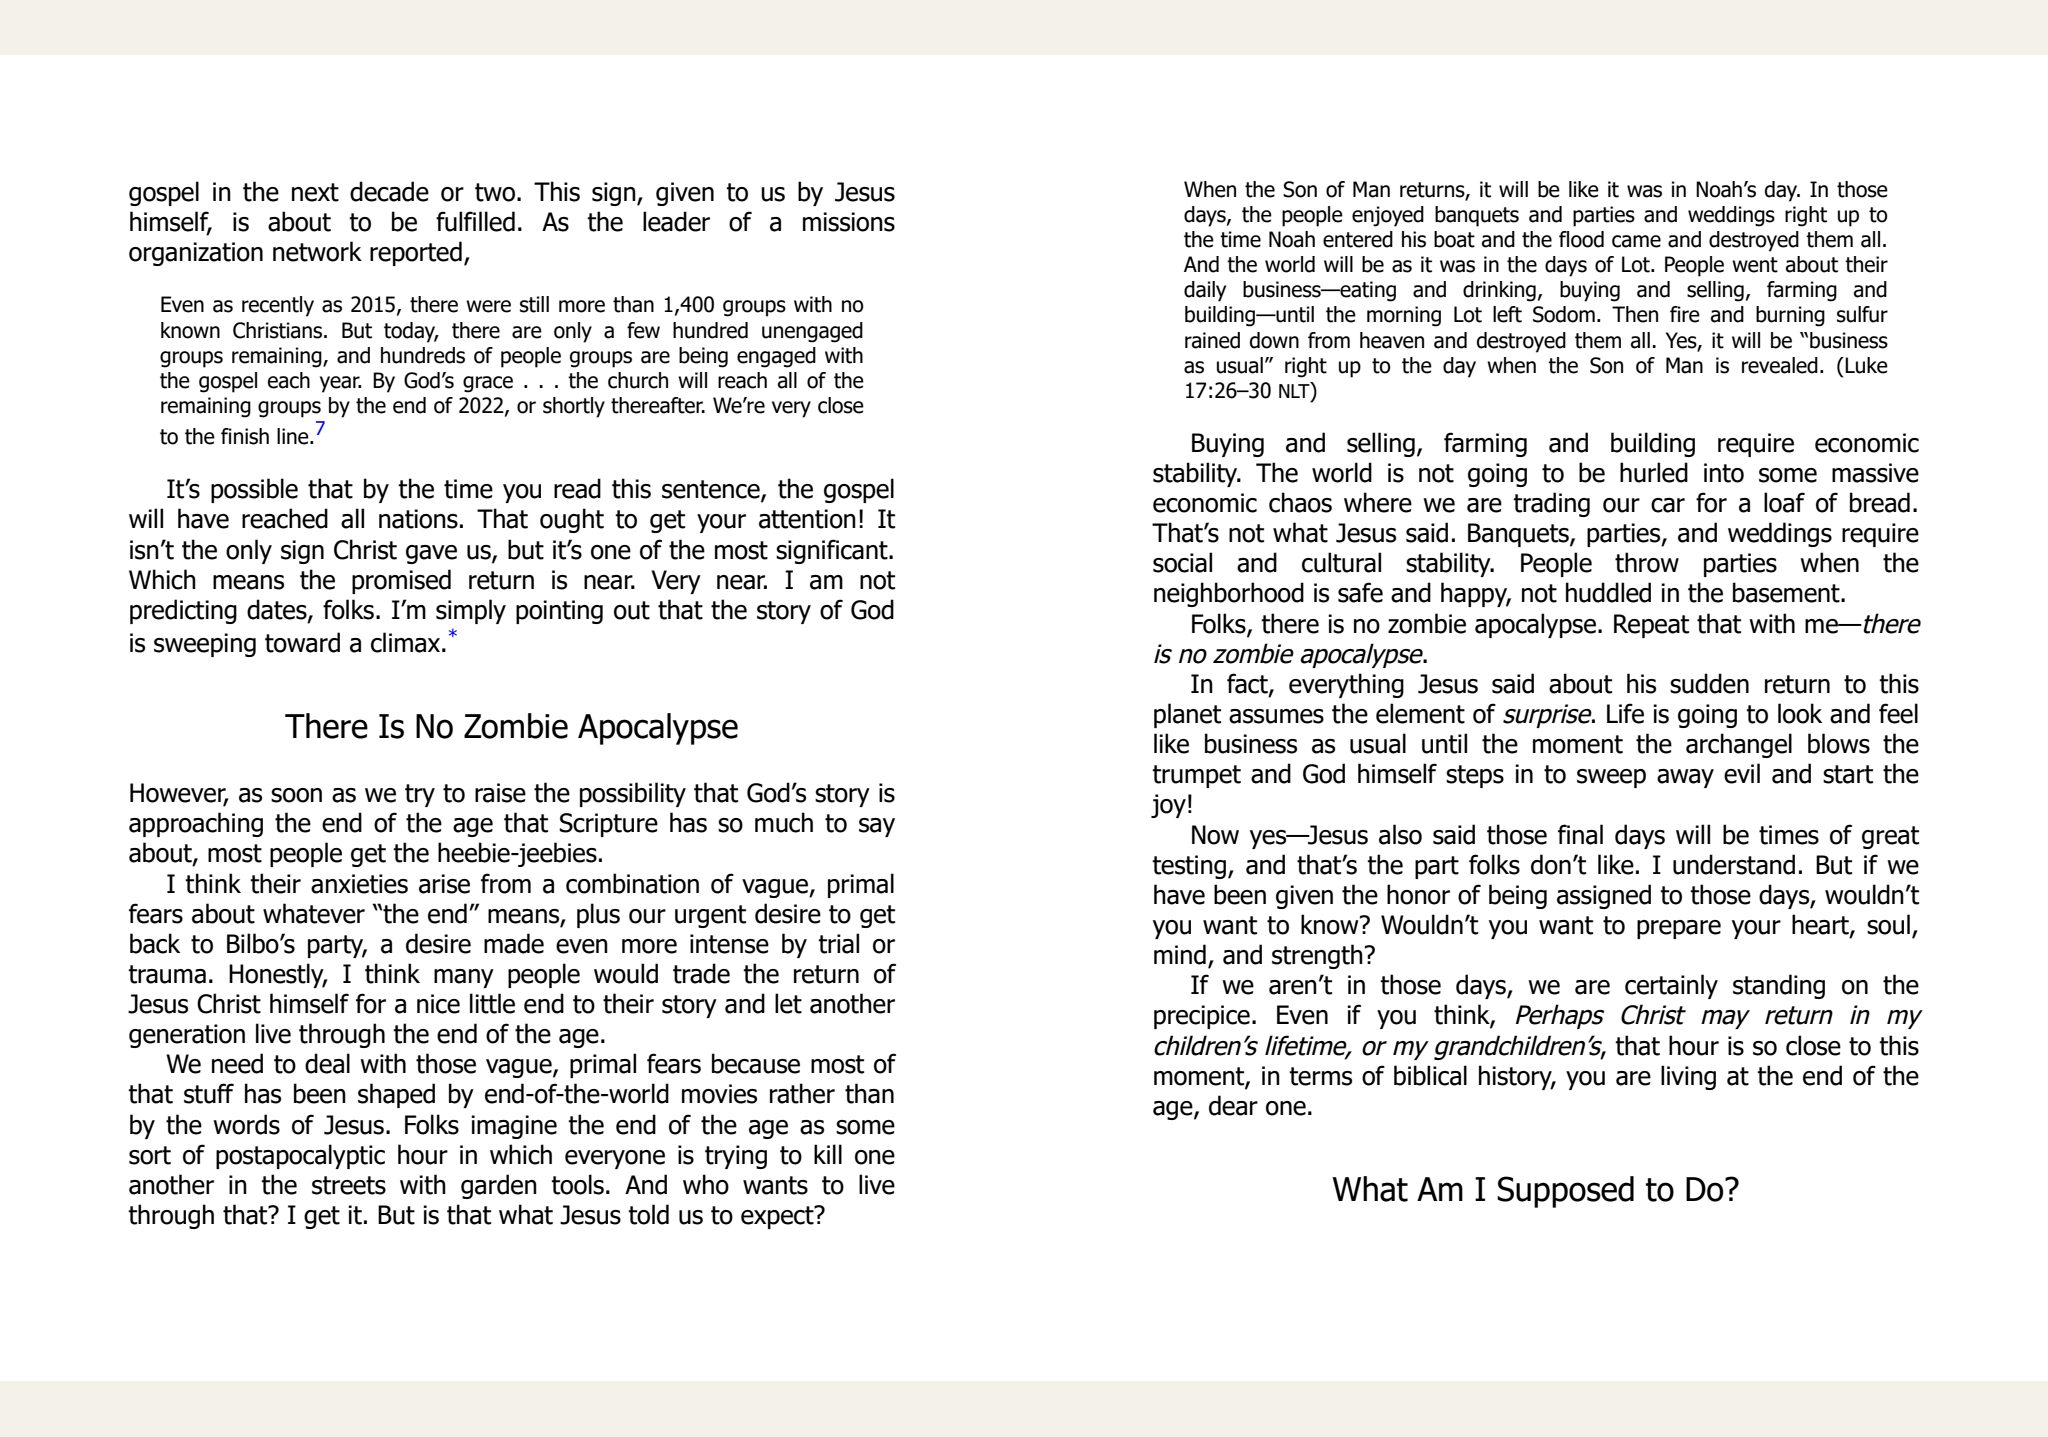 gospel in the next decade or two. This sign, given to us by Jesus
himself, is about to be fulfilled. As the leader of a missions
organization network reported,
Even as recently as 2015, there were still more than 1,400 groups with no
known Christians. But today, there are only a few hundred unengaged
groups remaining, and hundreds of people groups are being engaged with
the gospel each year. By God’s grace . . . the church will reach all of the
remaining groups by the end of 2022, or shortly thereafter. We’re very close
to the finish line.7
It’s possible that by the time you read this sentence, the gospel
will have reached all nations. That ought to get your attention! It
isn’t the only sign Christ gave us, but it’s one of the most significant.
Which means the promised return is near. Very near. I am not
predicting dates, folks. I’m simply pointing out that the story of God
is sweeping toward a climax.*
There Is No Zombie Apocalypse
However, as soon as we try to raise the possibility that God’s story is
approaching the end of the age that Scripture has so much to say
about, most people get the heebie-jeebies.
I think their anxieties arise from a combination of vague, primal
fears about whatever “the end” means, plus our urgent desire to get
back to Bilbo’s party, a desire made even more intense by trial or
trauma. Honestly, I think many people would trade the return of
Jesus Christ himself for a nice little end to their story and let another
generation live through the end of the age.
We need to deal with those vague, primal fears because most of
that stuff has been shaped by end-of-the-world movies rather than
by the words of Jesus. Folks imagine the end of the age as some
sort of postapocalyptic hour in which everyone is trying to kill one
another in the streets with garden tools. And who wants to live
through that? I get it. But is that what Jesus told us to expect?
When the Son of Man returns, it will be like it was in Noah’s day. In those
days, the people enjoyed banquets and parties and weddings right up to
the time Noah entered his boat and the flood came and destroyed them all.
And the world will be as it was in the days of Lot. People went about their
daily business—eating and drinking, buying and selling, farming and
building—until the morning Lot left Sodom. Then fire and burning sulfur
rained down from heaven and destroyed them all. Yes, it will be “business
as usual” right up to the day when the Son of Man is revealed. (Luke
17:26–30 NLT)
Buying and selling, farming and building require economic
stability. The world is not going to be hurled into some massive
economic chaos where we are trading our car for a loaf of bread.
That’s not what Jesus said. Banquets, parties, and weddings require
social and cultural stability. People throw parties when the
neighborhood is safe and happy, not huddled in the basement.
Folks, there is no zombie apocalypse. Repeat that with me—there
is no zombie apocalypse.
In fact, everything Jesus said about his sudden return to this
planet assumes the element of surprise. Life is going to look and feel
like business as usual until the moment the archangel blows the
trumpet and God himself steps in to sweep away evil and start the
joy!
Now yes—Jesus also said those final days will be times of great
testing, and that’s the part folks don’t like. I understand. But if we
have been given the honor of being assigned to those days, wouldn’t
you want to know? Wouldn’t you want to prepare your heart, soul,
mind, and strength?
If we aren’t in those days, we are certainly standing on the
precipice. Even if you think, Perhaps Christ may return in my
children’s lifetime, or my grandchildren’s, that hour is so close to this
moment, in terms of biblical history, you are living at the end of the
age, dear one.
What Am I Supposed to Do?